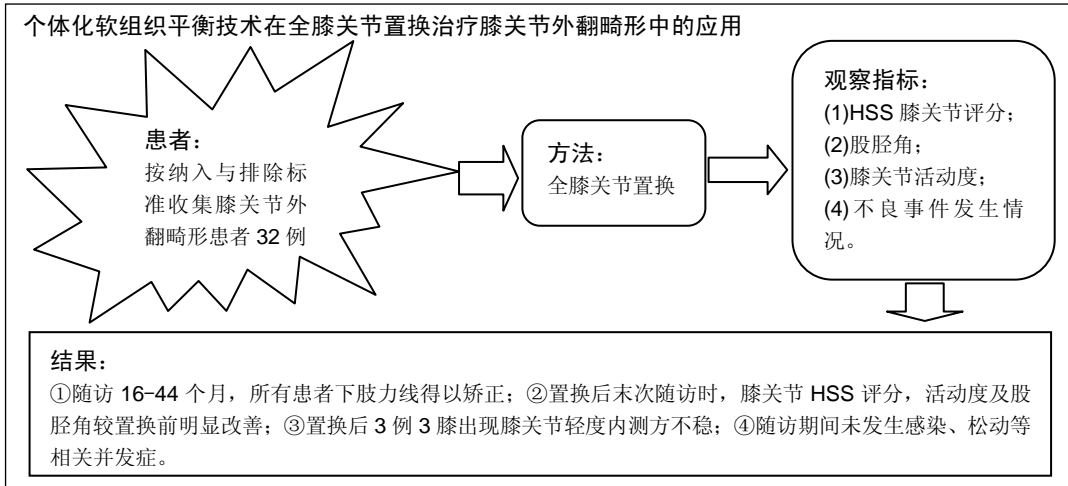 个体化软组织平衡技术在全膝关节置换治疗膝关节外翻畸形中的应用
患者：
按纳入与排除标
准收集膝关节外
翻畸形患者 32 例
方法：
全膝关节置换
观察指标：
(1)HSS 膝关节评分；
(2)股胫角；
(3)膝关节活动度；
(4)不良事件发生情
况。
结果：
①随访 16-44 个月，所有患者下肢力线得以矫正；②置换后末次随访时，膝关节 HSS 评分，活动度及股
胫角较置换前明显改善；③置换后 3 例 3 膝出现膝关节轻度内测方不稳；④随访期间未发生感染、松动等
相关并发症。